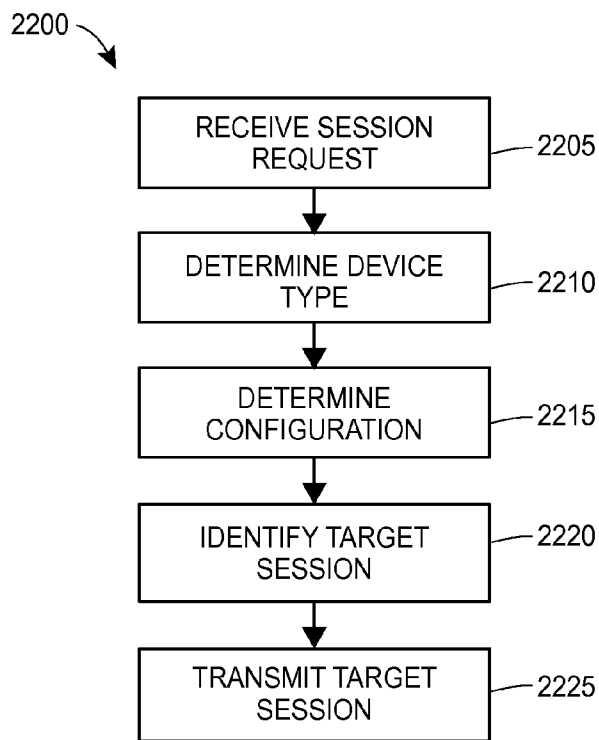 2200
RECEIVE SESSION
REQUEST
2205
DETERMINE DEVICE
TYPE
2210
DETERMINE
CONFIGURATION
2215
IDENTIFY TARGET
SESSION
2220
TRANSMIT TARGET
SESSION
2225